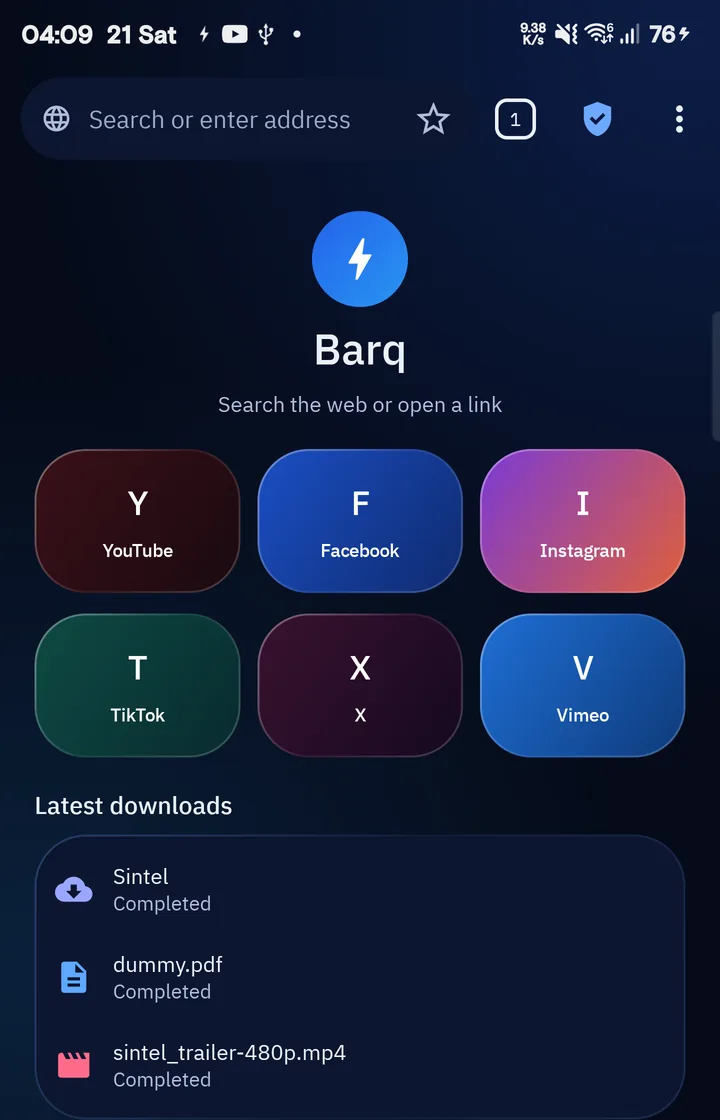 04:09 21 Sat
9.38 K/s 6 76
Search or enter address
1
Barq
Search the web or open a link
Y F I
YouTube Facebook Instagram
T X V
TikTok X Vimeo
Latest downloads
Sintel
Completed
dummy.pdf
Completed
sintel_trailer-480p.mp4
Completed